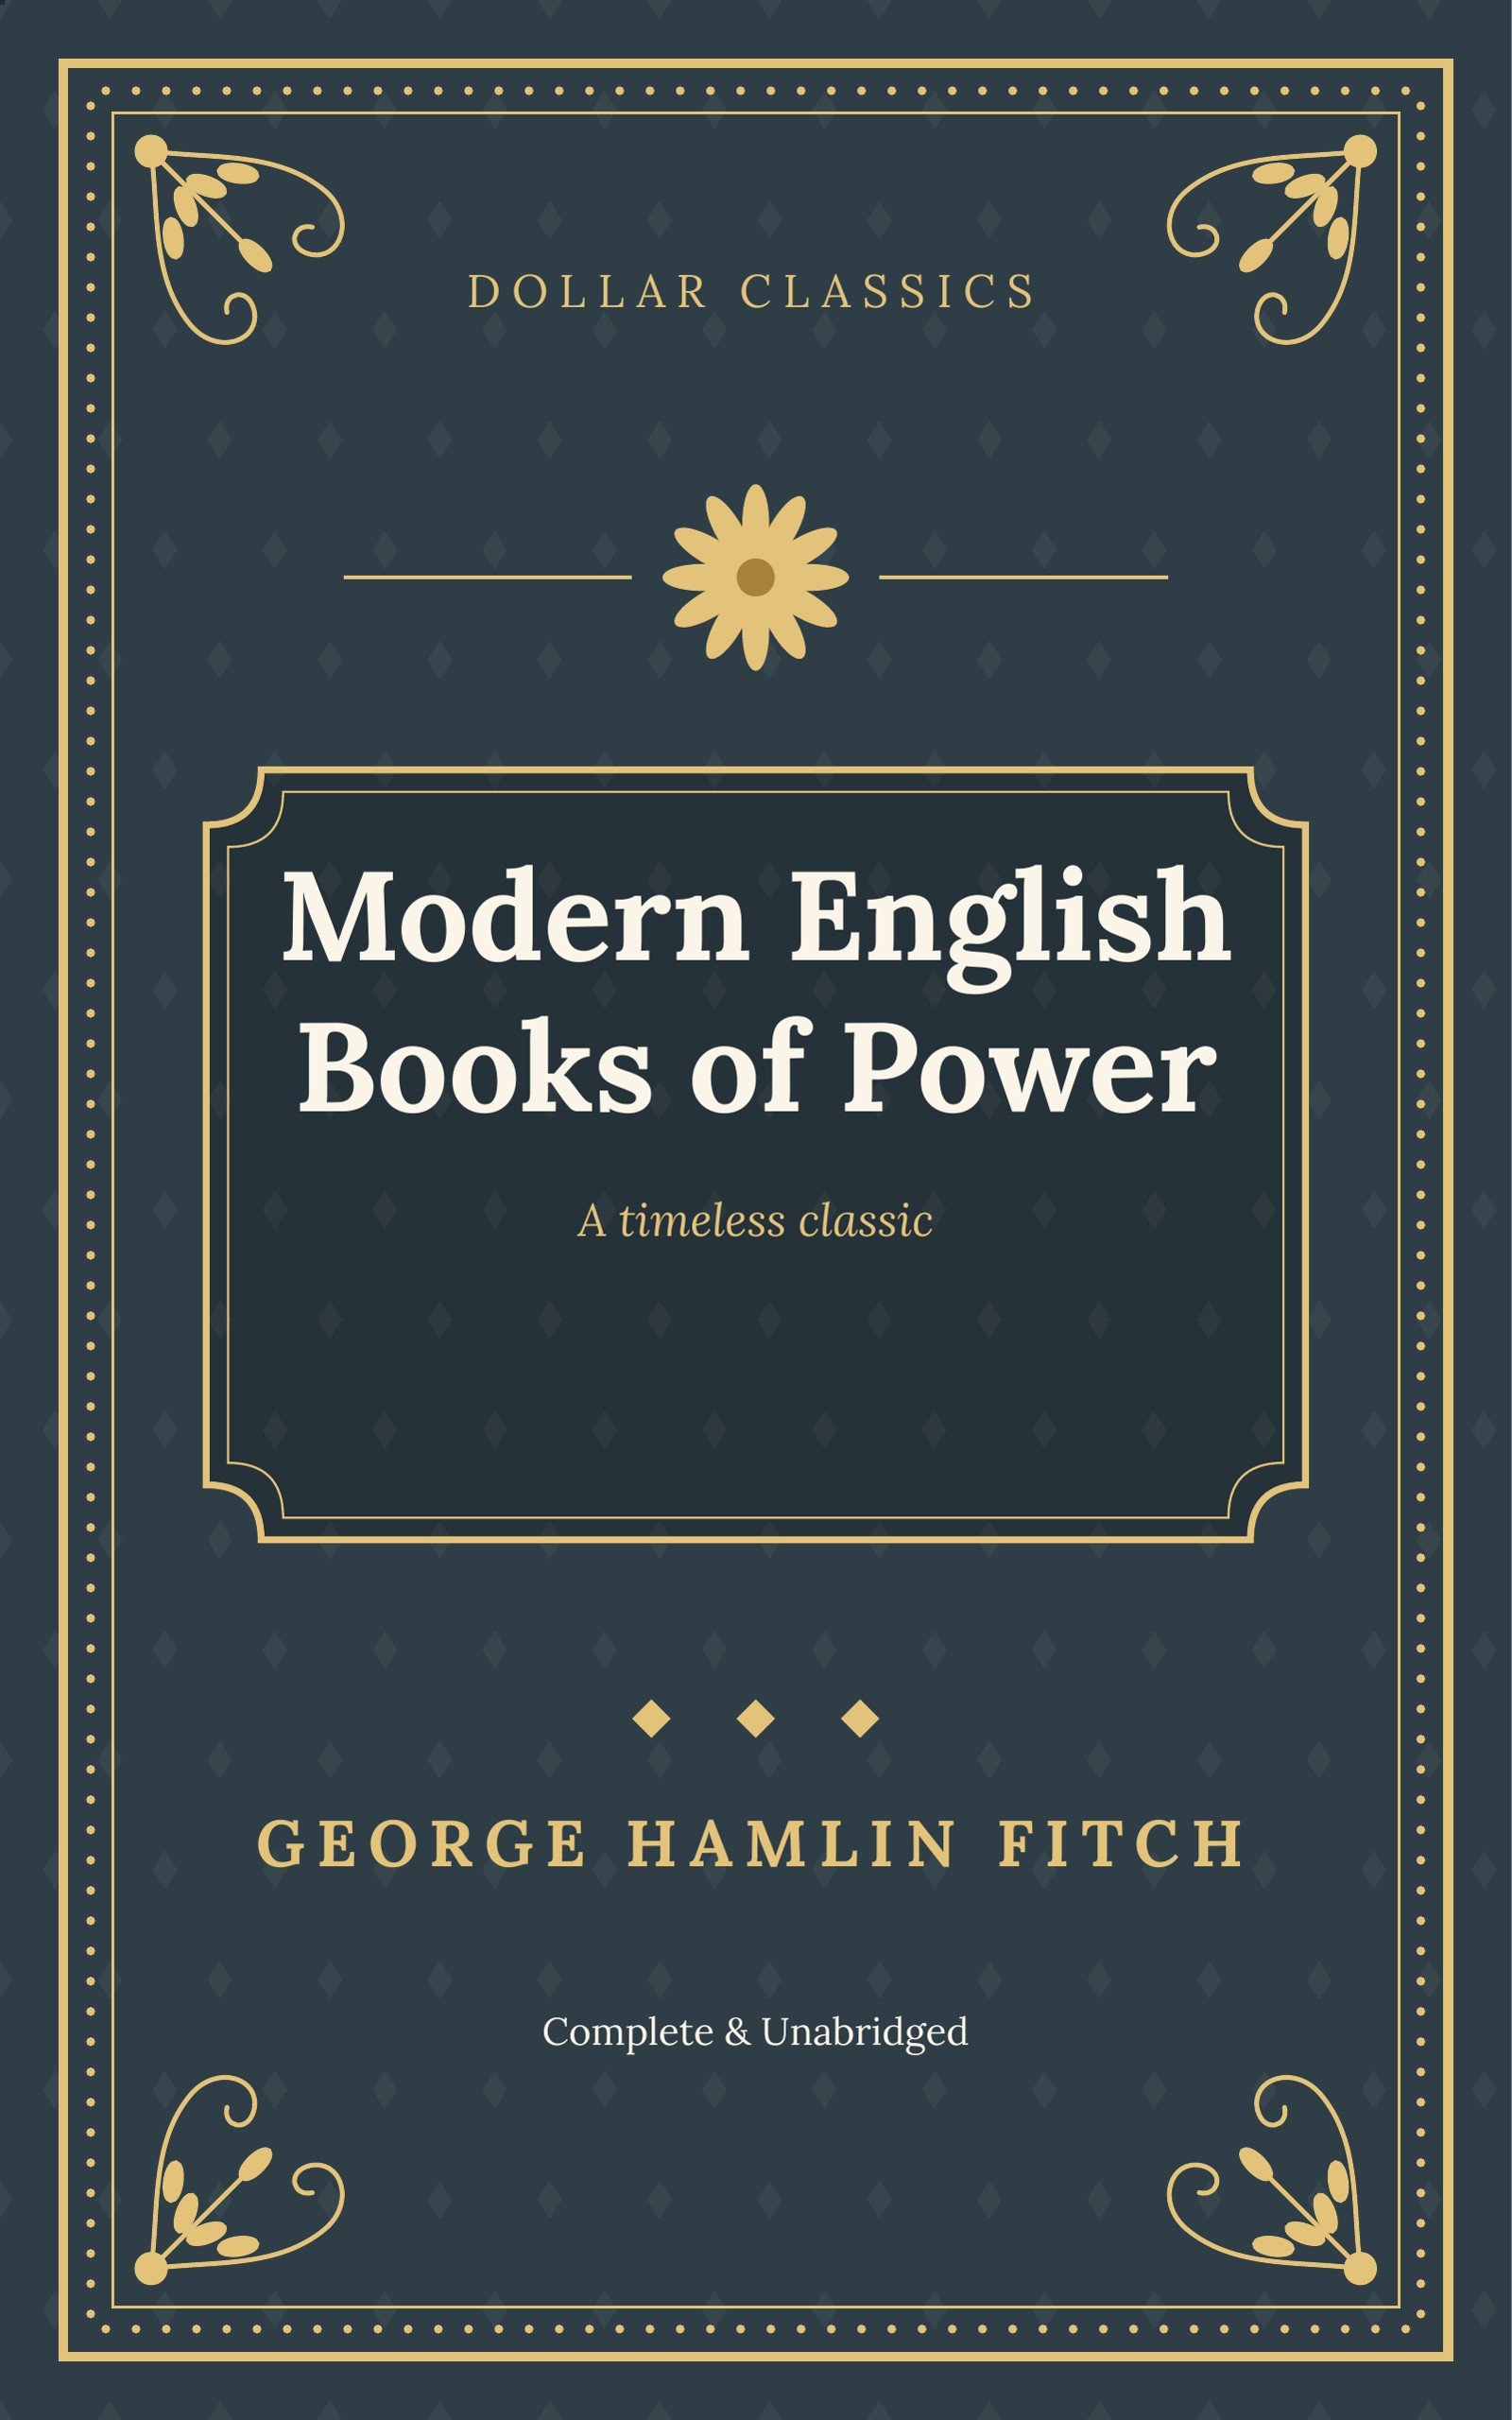 DOLLAR CLASSICS
Modern English
Books of Power
A timeless classic
GEORGE HAMLIN FITCH
Complete & Unabridged